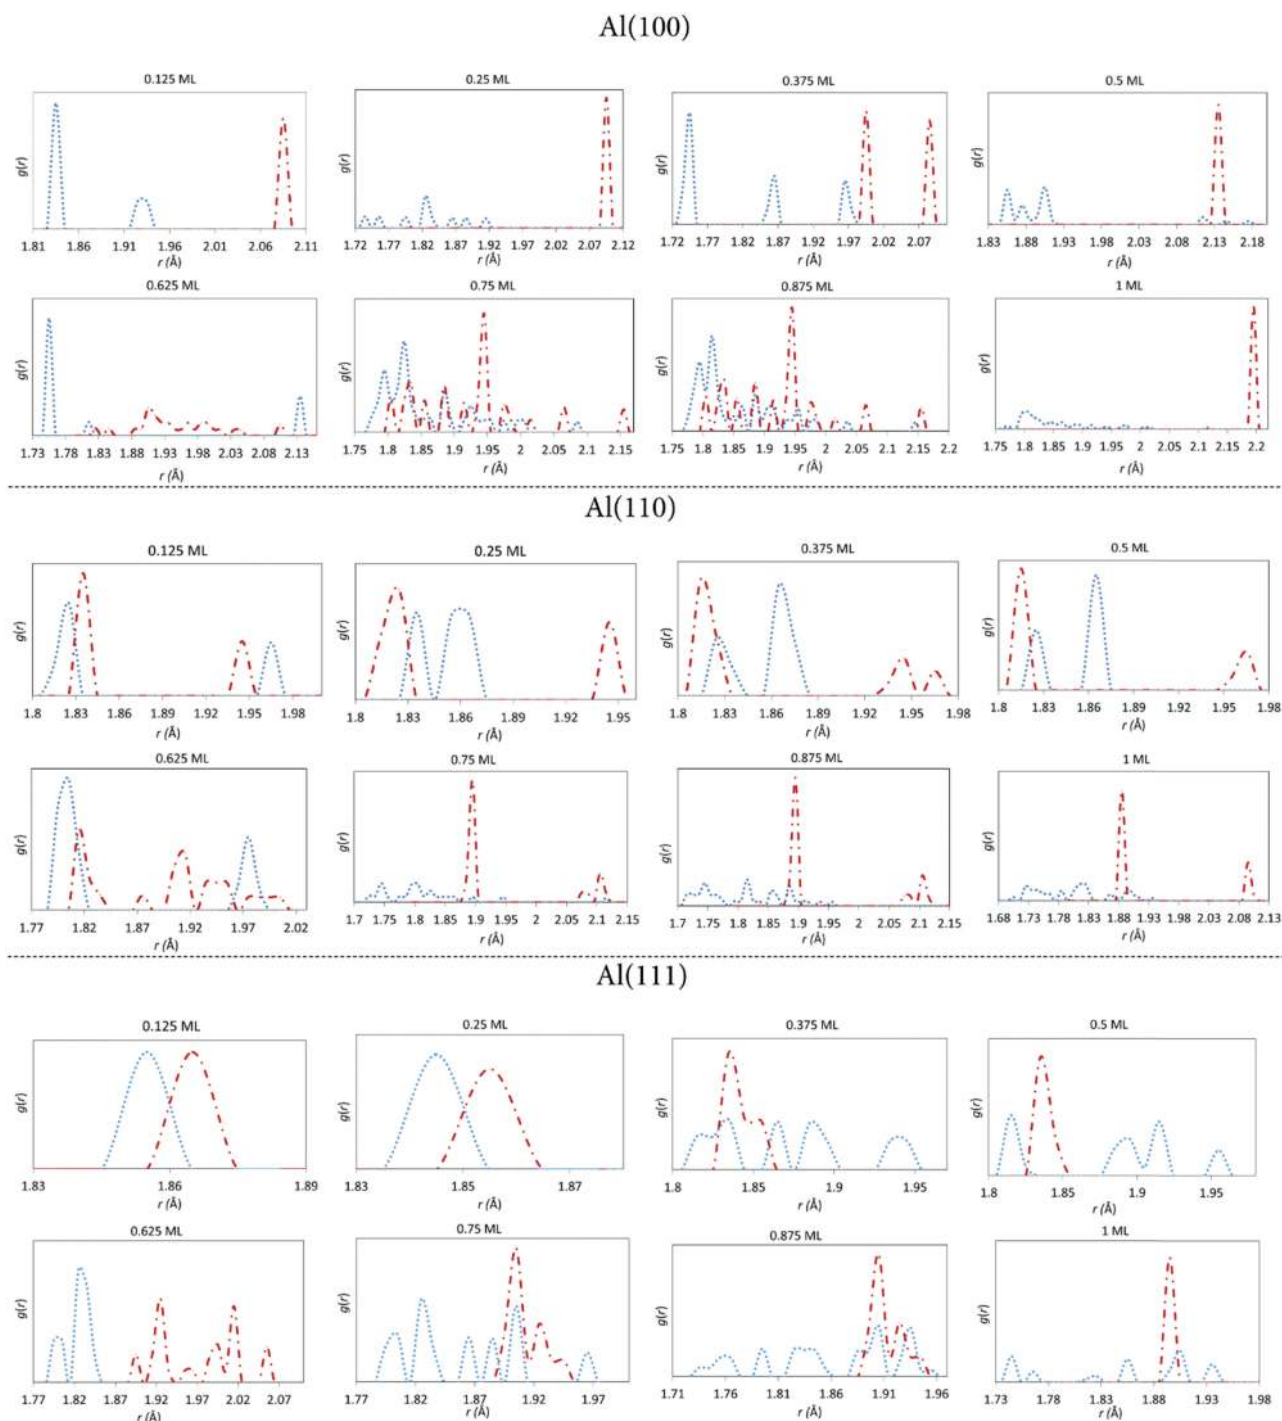 Al(100)
0.125 ML 0.25 ML 0.375 ML 0.5 ML
g(r) g(r) g(r) g(r)
1.81 1.86 1.91 1.96 2.01 2.06 2.11 1.72 1.77 1.82 1.87 1.92 1.97 2.02 2.07 2.12 1.72 1.77 1.82 1.87 1.92 1.97 2.02 2.07 1.83 1.88 1.93 1.98 2.03 2.08 2.13 2.18
r (Å) r (Å) r (Å) r (Å)
0.625 ML 0.75 ML 0.875 ML 1 ML
g(r) g(r) g(r) g(r)
1.73 1.78 1.83 1.88 1.93 1.98 2.03 2.08 2.13 1.75 1.8 1.85 1.9 1.95 2 2.05 2.1 2.15 1.75 1.8 1.85 1.9 1.95 2 2.05 2.1 2.15 2.2 1.75 1.8 1.85 1.9 1.95 2 2.05 2.1 2.15 2.2
r (Å) r (Å) r (Å) r (Å)
Al(110)
0.125 ML 0.25 ML 0.375 ML 0.5 ML
g(r) g(r) g(r) g(r)
1.8 1.83 1.86 1.89 1.92 1.95 1.98 1.8 1.83 1.86 1.89 1.92 1.95 1.8 1.83 1.86 1.89 1.92 1.95 1.98 1.8 1.83 1.86 1.89 1.92 1.95 1.98
r (Å) r (Å) r (Å) r (Å)
0.625 ML 0.75 ML 0.875 ML 1 ML
g(r) g(r) g(r) g(r)
1.77 1.82 1.87 1.92 1.97 2.02 1.7 1.75 1.8 1.85 1.9 1.95 2 2.05 2.1 2.15 1.7 1.75 1.8 1.85 1.9 1.95 2 2.05 2.1 2.15 1.68 1.73 1.78 1.83 1.88 1.93 1.98 2.03 2.08 2.13
r (Å) r (Å) r (Å) r (Å)
Al(111)
0.125 ML 0.25 ML 0.375 ML 0.5 ML
g(r) g(r) g(r) g(r)
1.83 1.86 1.89 1.83 1.85 1.87 1.8 1.85 1.9 1.95 1.8 1.85 1.9 1.95
r (Å) r (Å) r (Å) r (Å)
0.625 ML 0.75 ML 0.875 ML 1 ML
g(r) g(r) g(r) g(r)
1.77 1.82 1.87 1.92 1.97 2.02 2.07 1.77 1.82 1.87 1.92 1.97 1.71 1.76 1.81 1.86 1.91 1.96 1.73 1.78 1.83 1.88 1.93 1.98
r (Å) r (Å) r (Å) r (Å)